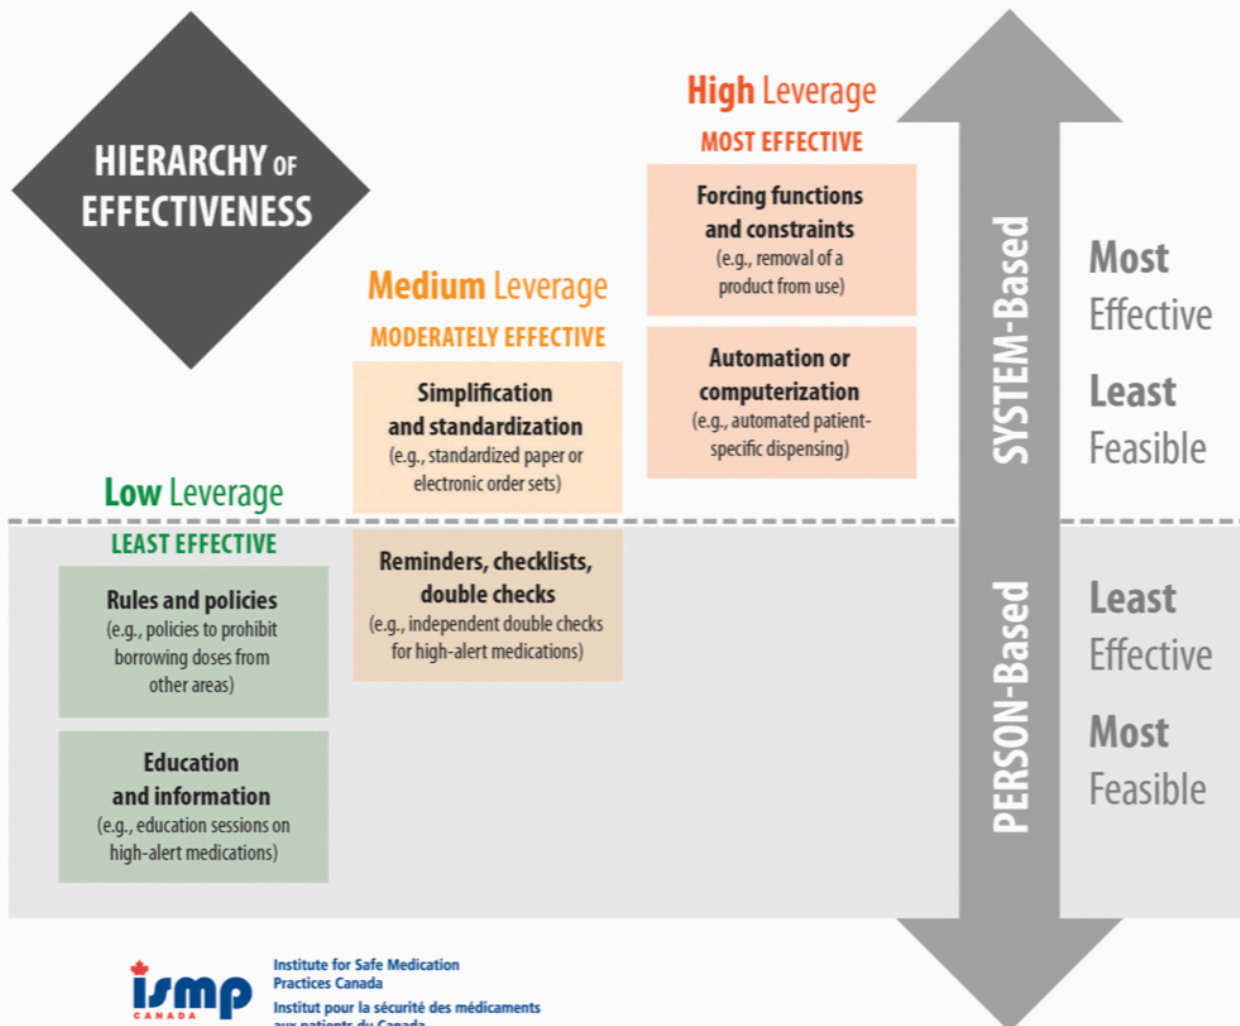 HIERARCHY OF
EFFECTIVENESS
High Leverage
MOST EFFECTIVE
Forcing functions
and constraints
(e.g., removal of a
product from use)
Automation or
computerization
(e.g., automated patient-
specific dispensing)
Medium Leverage
MODERATELY EFFECTIVE
Simplification
and standardization
(e.g., standardized paper or
electronic order sets)
Reminders, checklists,
double checks
(e.g., independent double checks
for high-alert medications)
Low Leverage
LEAST EFFECTIVE
Rules and policies
(e.g., policies to prohibit
borrowing doses from
other areas)
Education
and information
(e.g., education sessions on
high-alert medications)
SYSTEM-Based
Most
Effective
Least
Feasible
PERSON-Based
Least
Effective
Most
Feasible
ismp
CANADA
Institute for Safe Medication
Practices Canada
Institut pour la sécurité des médicaments
aux patients du Canada